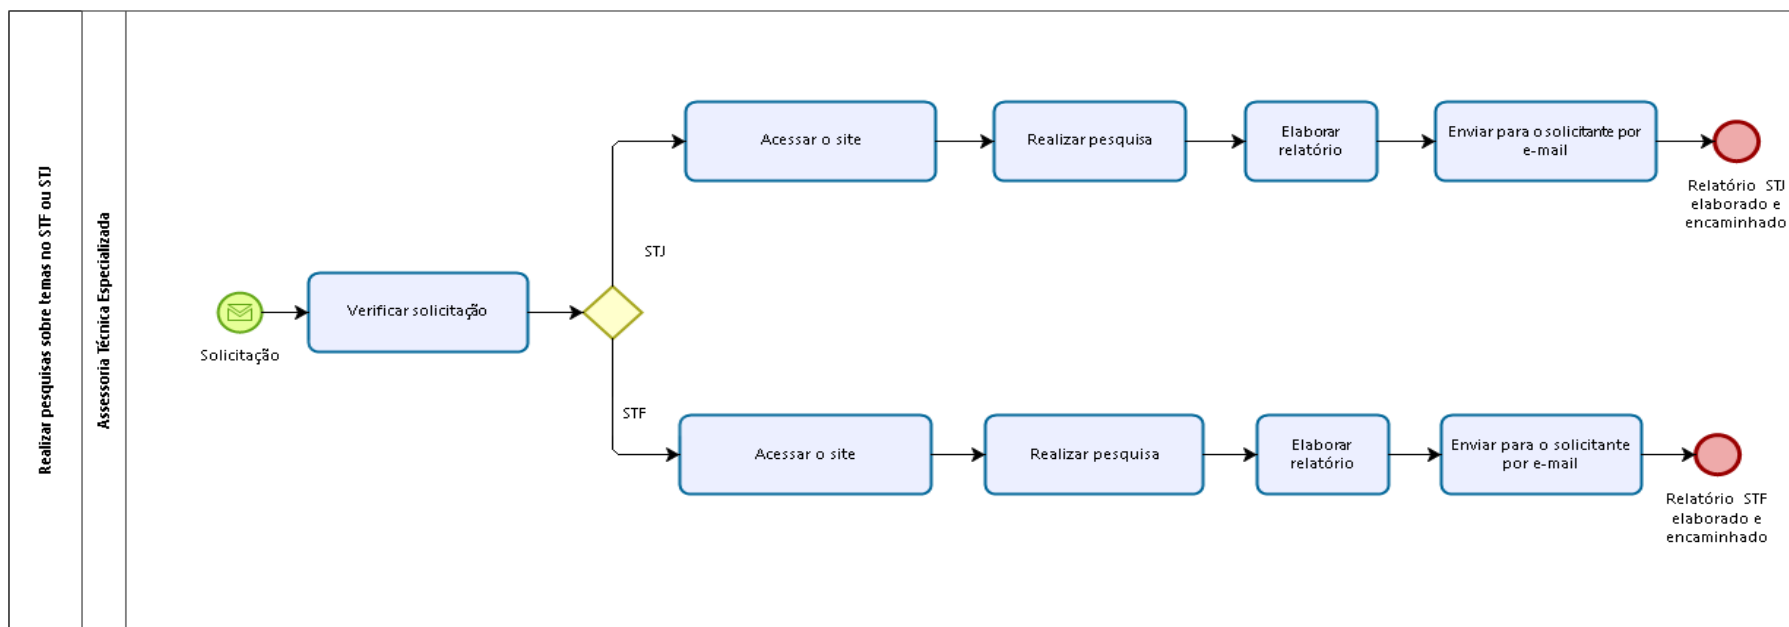 Realizar pesquisas sobre temas no STF ou STJ
Assessoria Técnica Especializada
Solicitação
Verificar solicitação
STJ
Acessar o site
Realizar pesquisa
Elaborar
relatório
Enviar para o solicitante por
e-mail
Relatório STJ
elaborado e
encaminhado
STF
Acessar o site
Realizar pesquisa
Elaborar
relatório
Enviar para o solicitante
por e-mail
Relatório STF
elaborado e
encaminhado